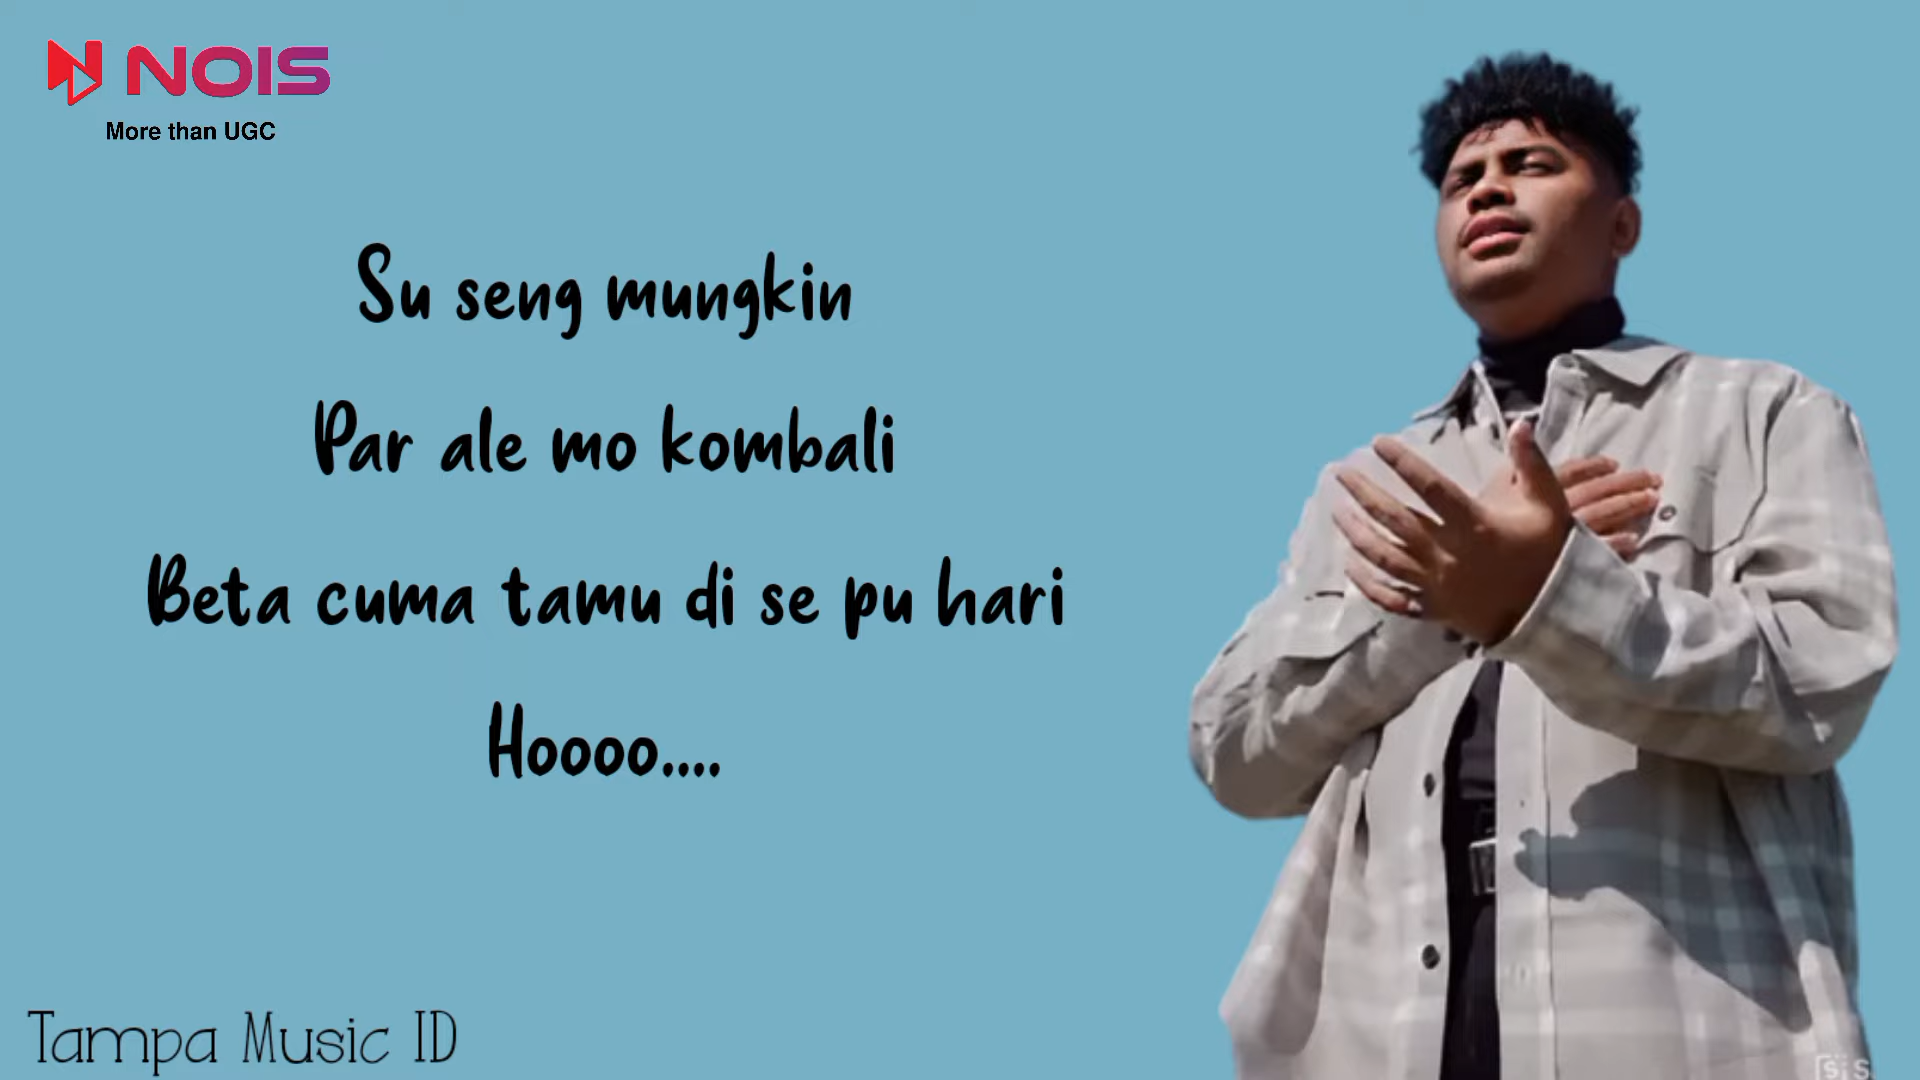 NOIS
More than UGC
Su seng mungkin
Par ale mo kombali
Beta cuma tamu di se pu hari
Hoooo....
Tampa Music ID